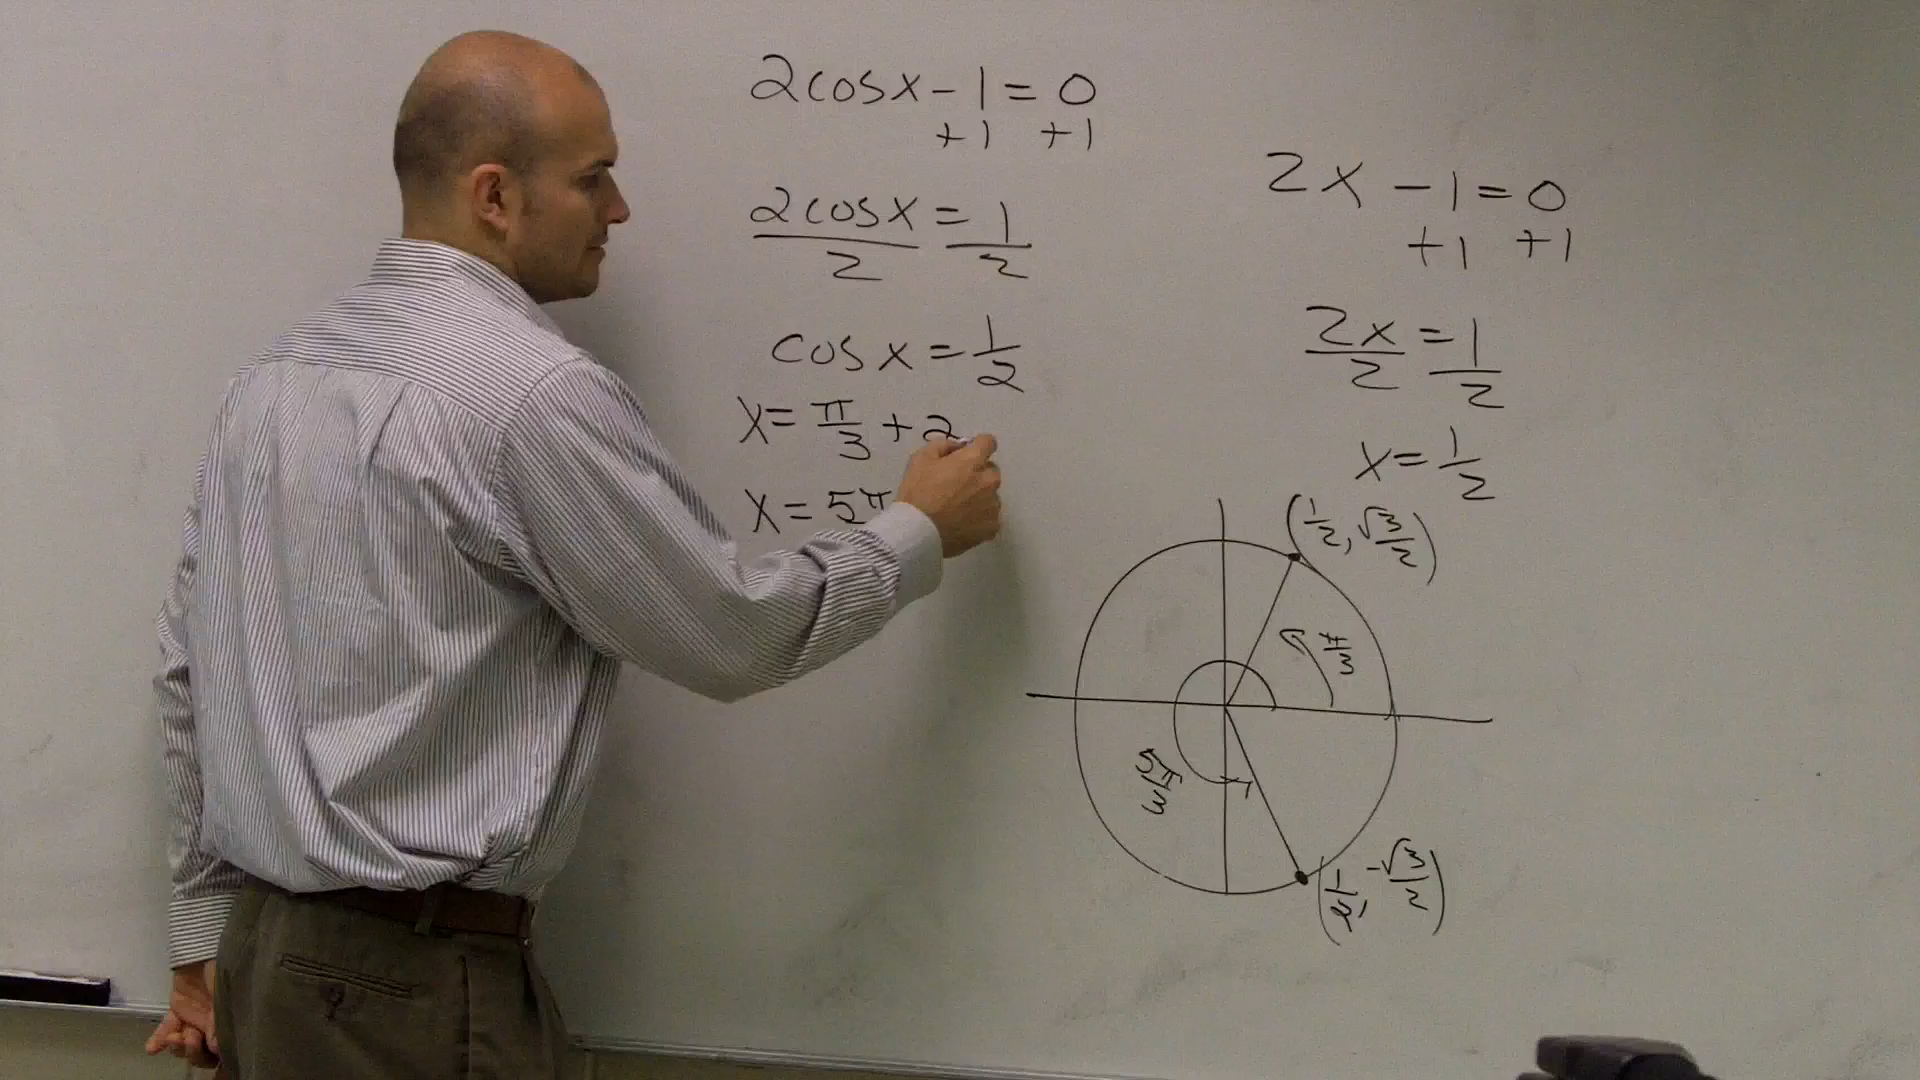 2cosx - 1 = 0
+1 +1
2cosx = 1
2 2
cosx = 1/2
x = π/3 + 2
x = 5π
2x - 1 = 0
+1 +1
2x = 1
2 2
x = 1/2
(1/2, √3/2)
π/3
5π/3
(1/2, -√3/2)